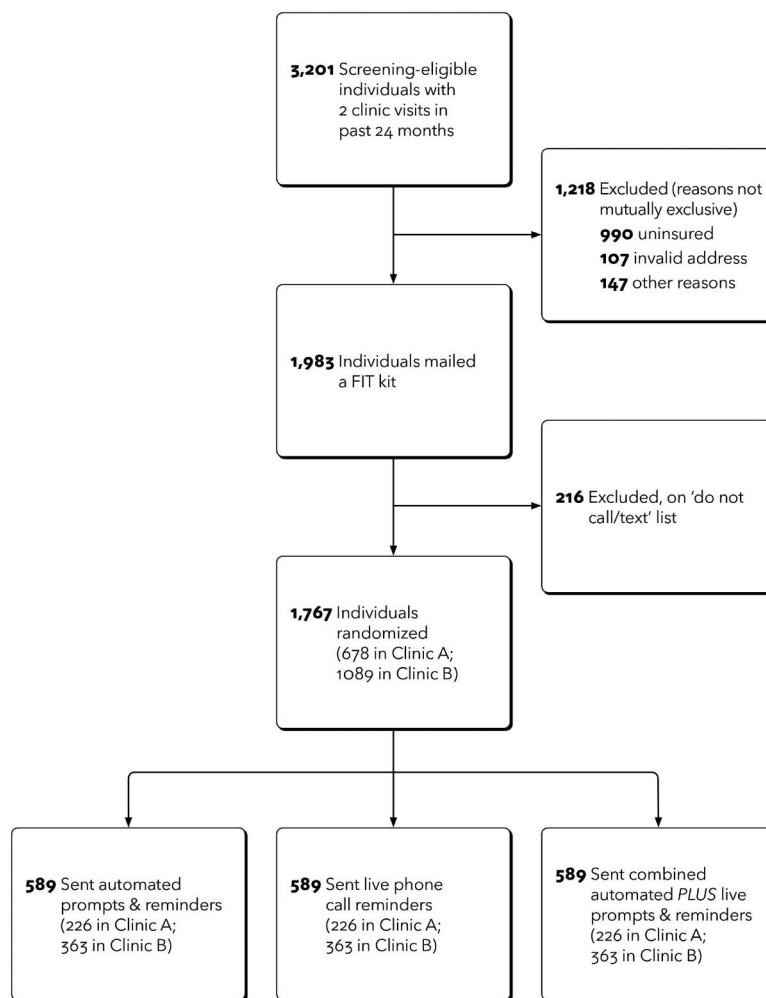 3,201 Screening-eligible
individuals with
2 clinic visits in
past 24 months
1,218 Excluded (reasons not
mutually exclusive)
990 uninsured
107 invalid address
147 other reasons
1,983 Individuals mailed
a FIT kit
216 Excluded, on ‘do not
call/text’ list
1,767 Individuals
randomized
(678 in Clinic A;
1089 in Clinic B)
589 Sent automated
prompts & reminders
(226 in Clinic A;
363 in Clinic B)
589 Sent live phone
call reminders
(226 in Clinic A;
363 in Clinic B)
589 Sent combined
automated PLUS live
prompts & reminders
(226 in Clinic A;
363 in Clinic B)